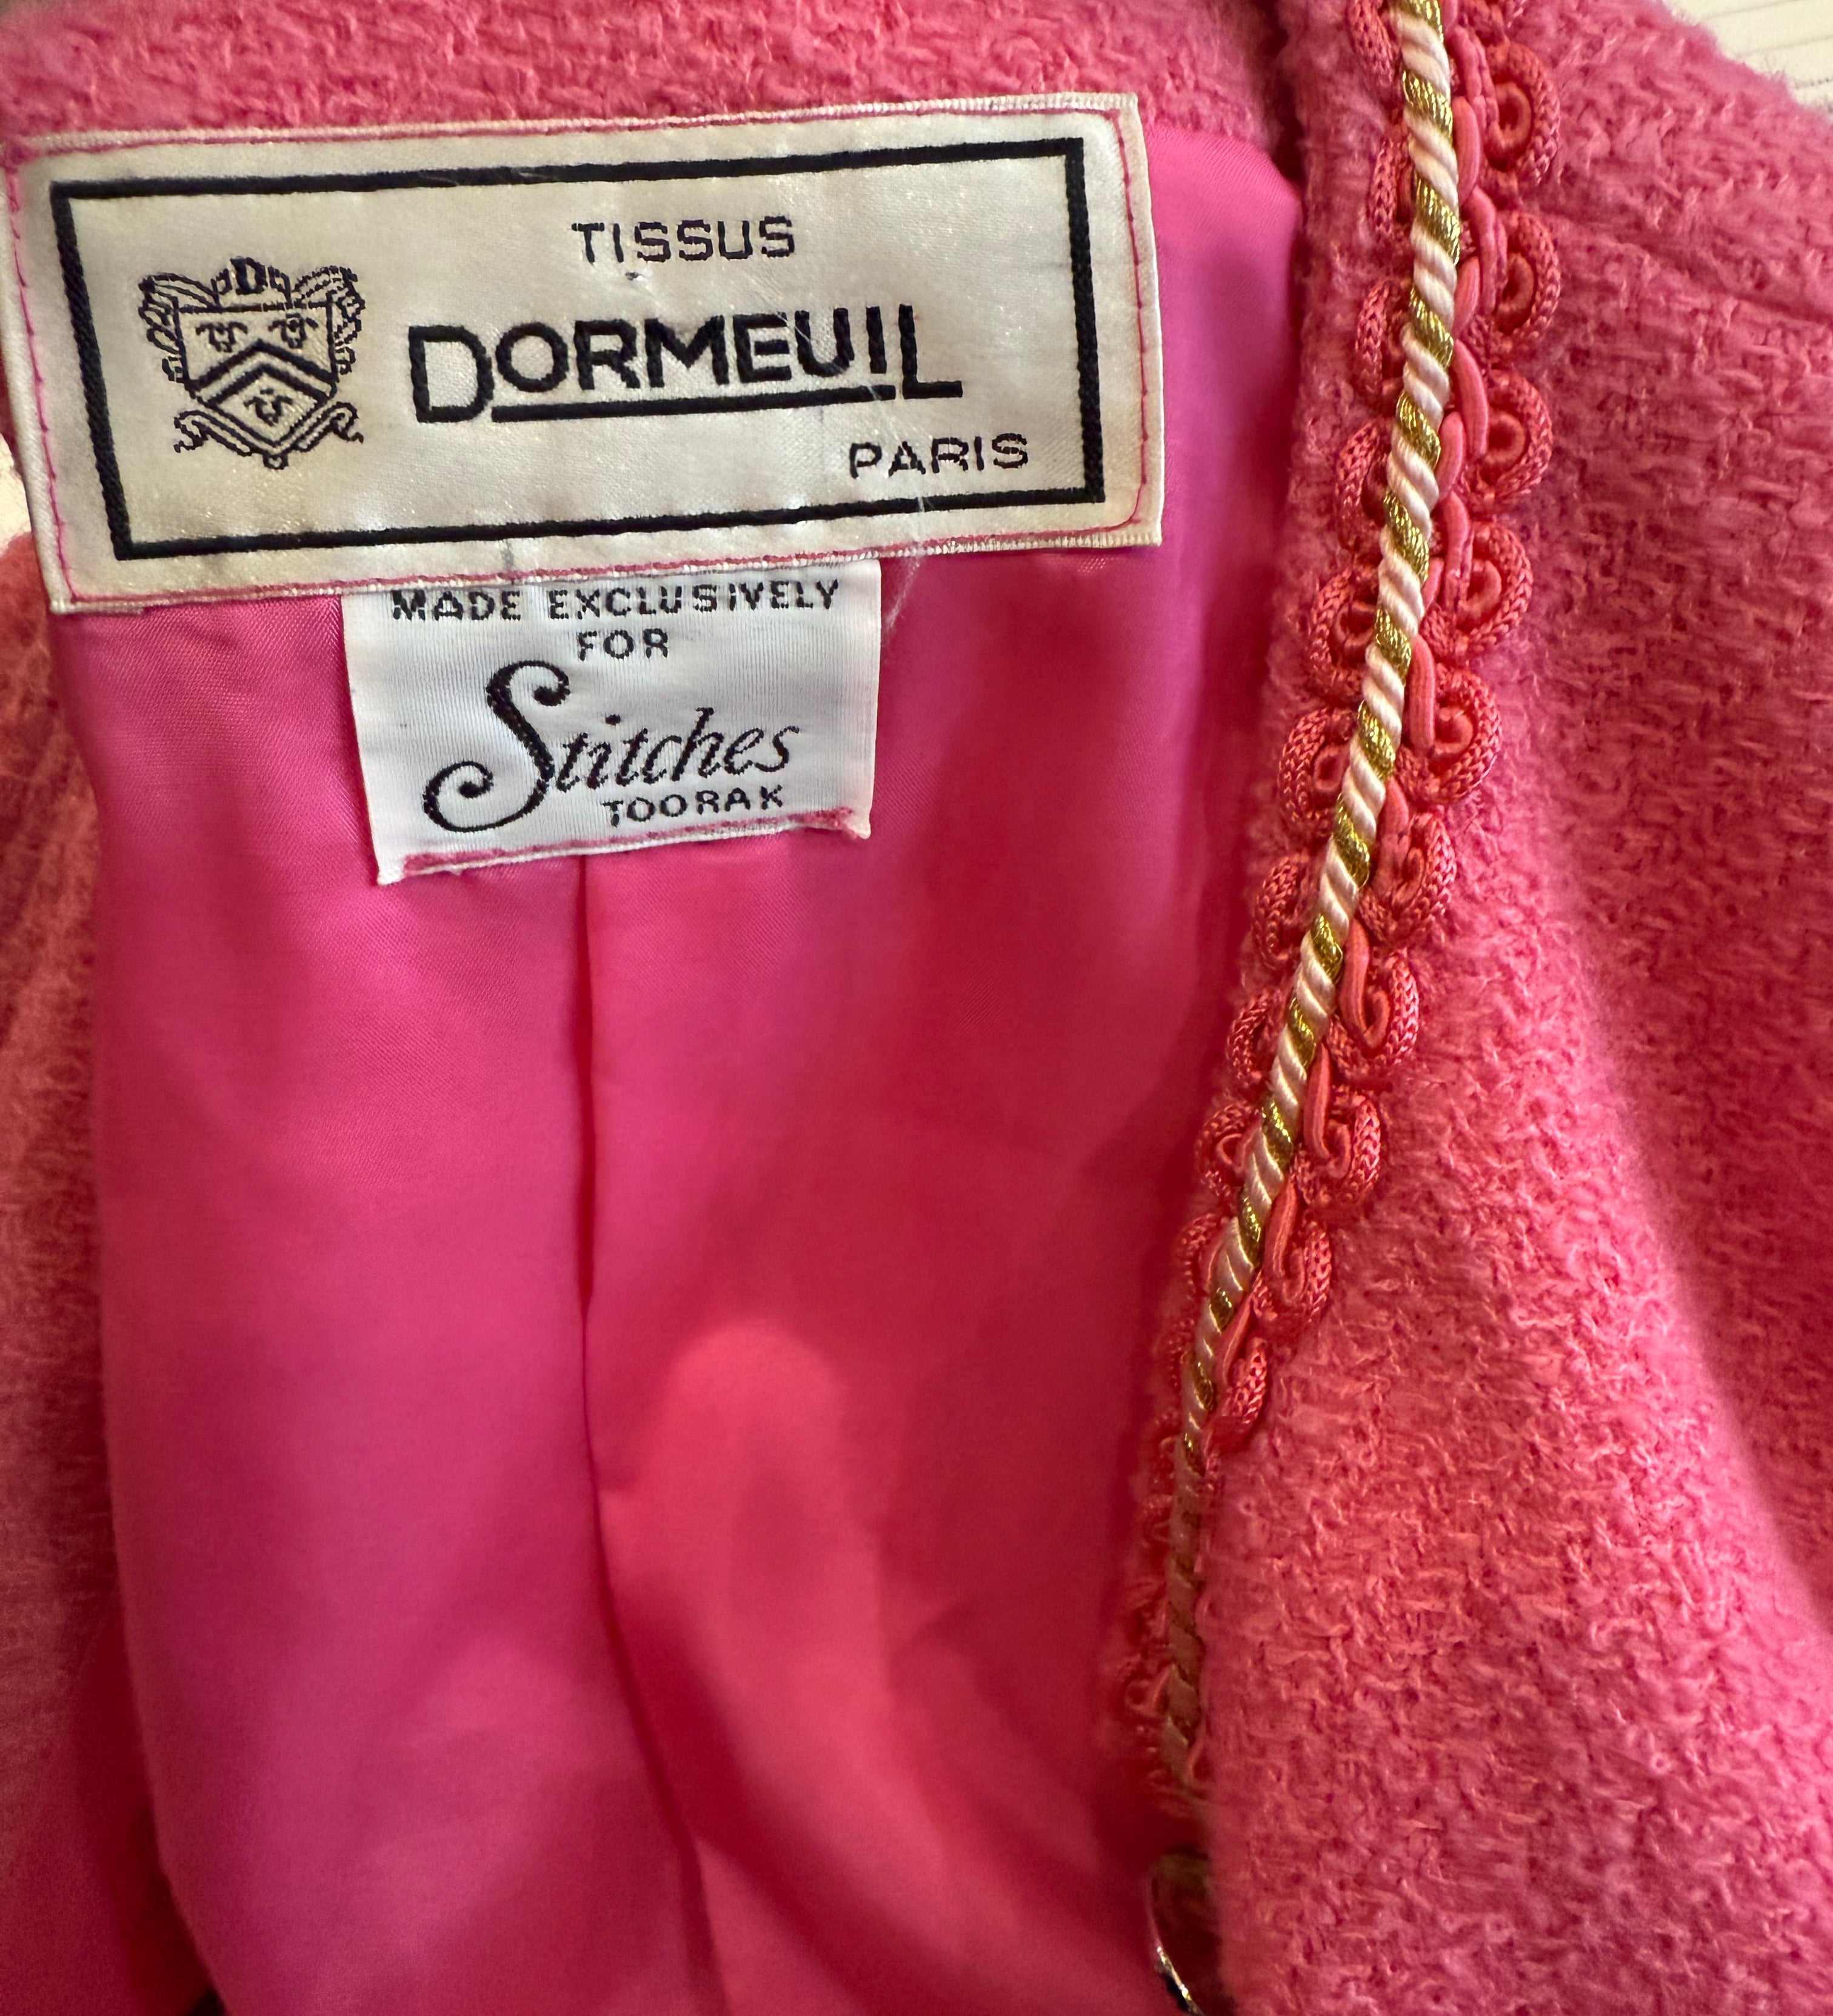 D
TISSUS
DORMEUIL
PARIS
MADE EXCLUSIVELY
FOR
Stitches
TOORAK